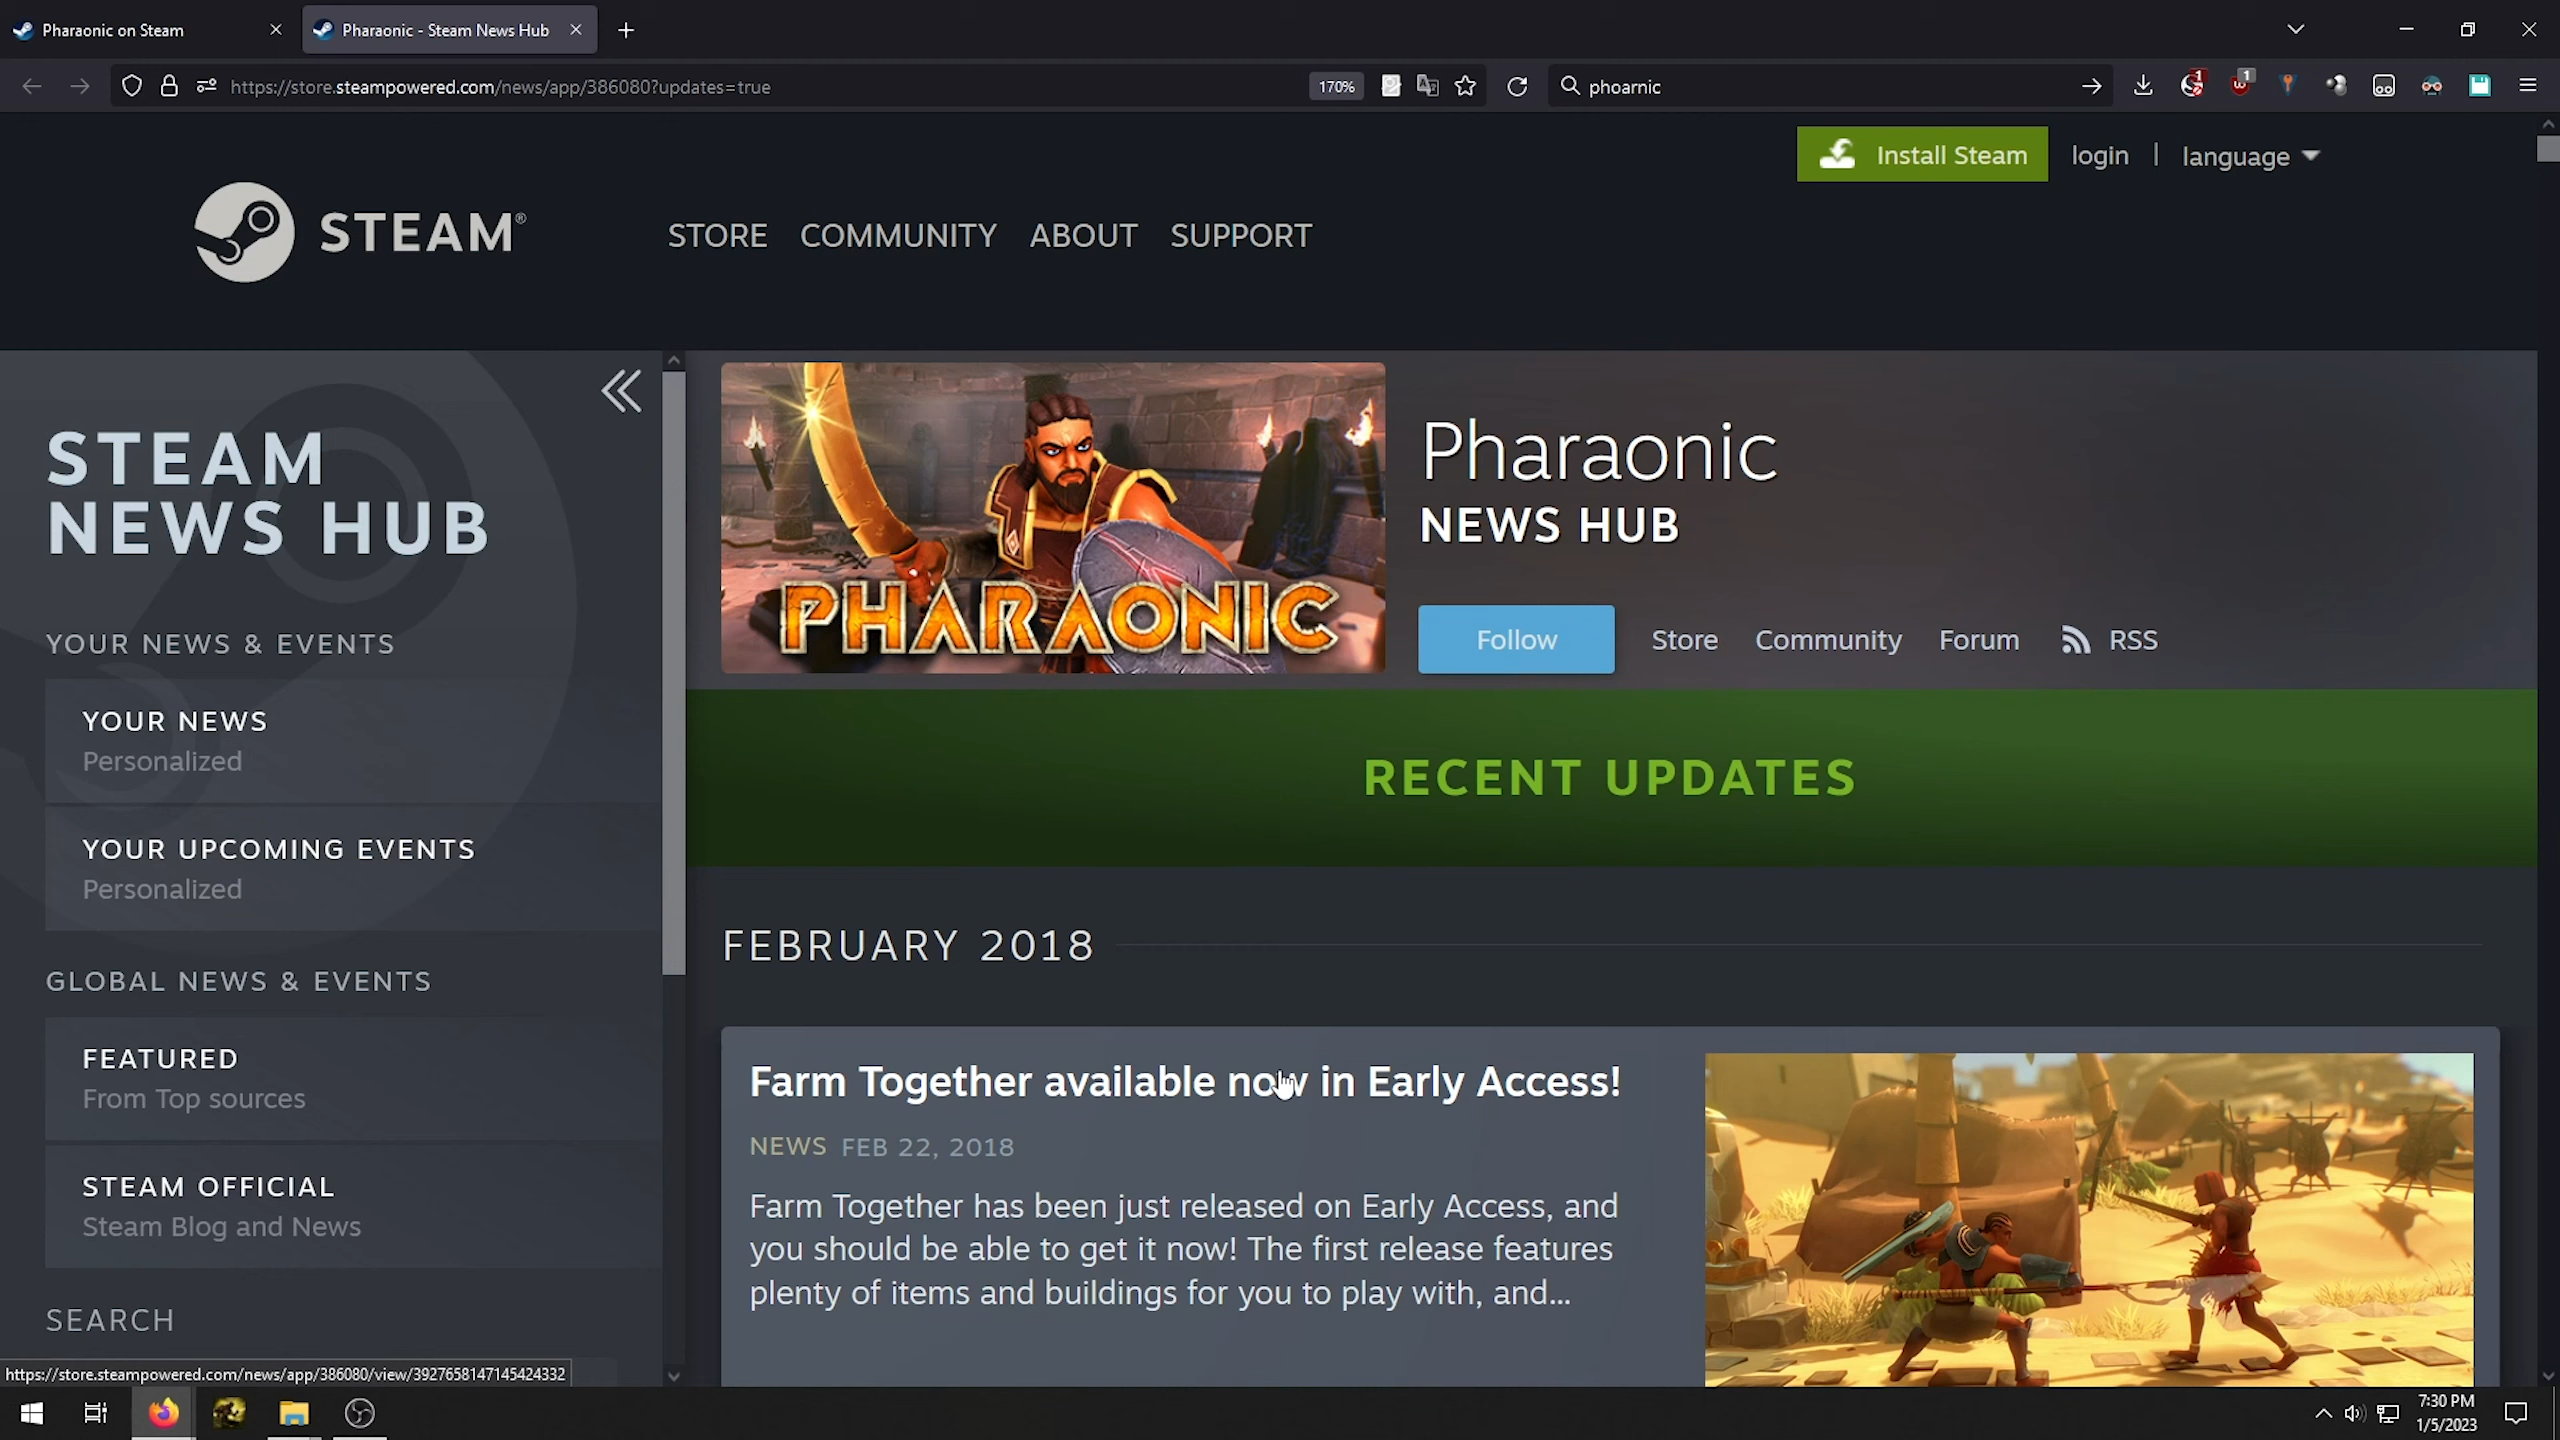 Pharaonic on Steam
Pharaonic - Steam News Hub
https://store.steampowered.com/news/app/386080?updates=true
170%
phoarnic
1
1
Install Steam
login | language
STEAM®
STORE COMMUNITY ABOUT SUPPORT
STEAM
NEWS HUB
YOUR NEWS & EVENTS
YOUR NEWS
Personalized
YOUR UPCOMING EVENTS
Personalized
GLOBAL NEWS & EVENTS
FEATURED
From Top sources
STEAM OFFICIAL
Steam Blog and News
SEARCH
PHARAONIC
Pharaonic
NEWS HUB
Follow Store Community Forum RSS
RECENT UPDATES
FEBRUARY 2018
Farm Together available now in Early Access!
NEWS FEB 22, 2018
Farm Together has been just released on Early Access, and
you should be able to get it now! The first release features
plenty of items and buildings for you to play with, and...
https://store.steampowered.com/news/app/386080/view/3927658147145424332
7:30 PM
1/5/2023